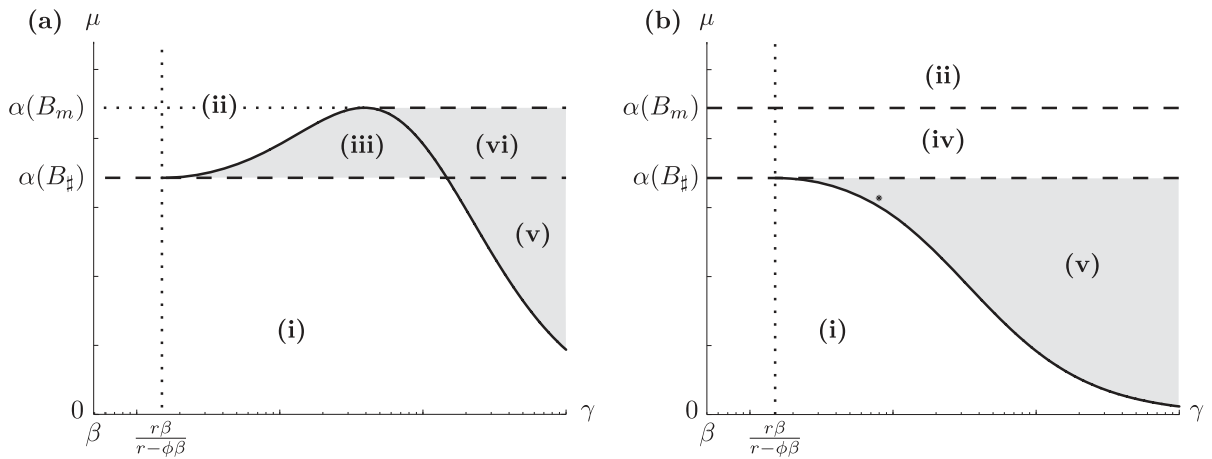 (a) μ
(b) μ
(ii)
(ii)
α(B_m)
α(B_m)
(iii)
(vi)
(iv)
α(B_♯)
α(B_♯)
(v)
(v)
(i)
(i)
0
γ
0
γ
β
rβ
r−ϕβ
β
rβ
r−ϕβ